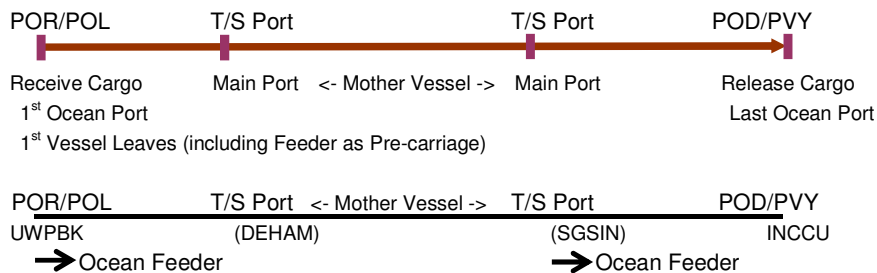 POR/POL T/S Port T/S Port POD/PVY
Receive Cargo Main Port <- Mother Vessel -> Main Port Release Cargo
1st Ocean Port Last Ocean Port
1st Vessel Leaves (including Feeder as Pre-carriage)
POR/POL T/S Port <- Mother Vessel -> T/S Port POD/PVY
UWPBK (DEHAM) (SGSIN) INCCU
Ocean Feeder Ocean Feeder